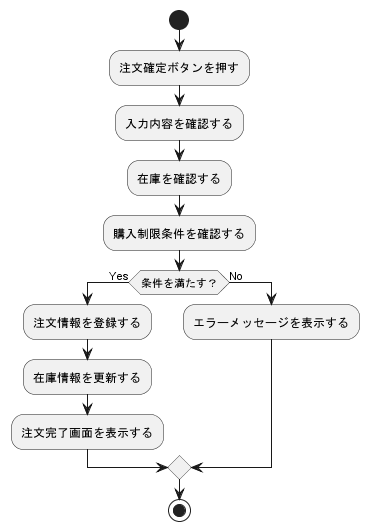 注文確定ボタンを押す
入力内容を確認する
在庫を確認する
購入制限条件を確認する
条件を満たす？
Yes
No
注文情報を登録する
エラーメッセージを表示する
在庫情報を更新する
注文完了画面を表示する